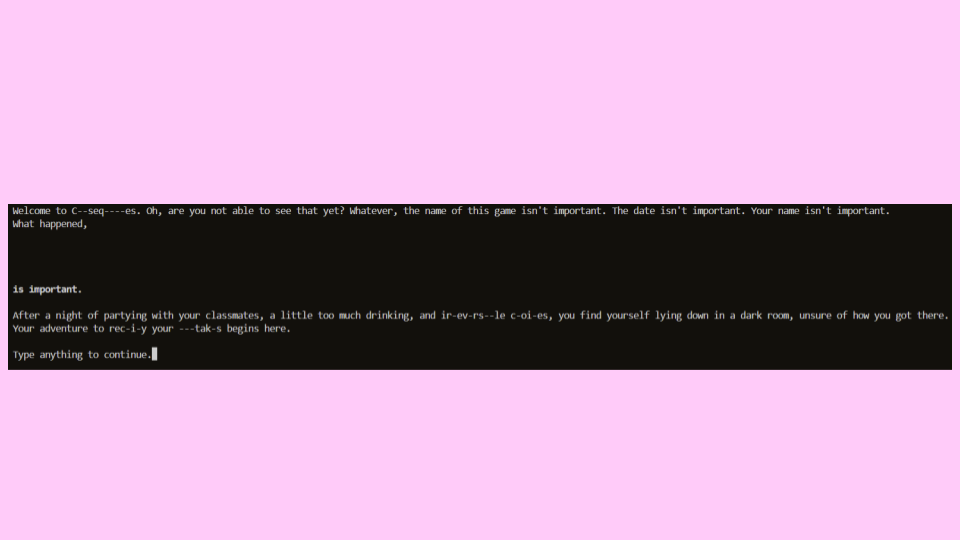 Welcome to C--seq----es. Oh, are you not able to see that yet? Whatever, the name of this game isn't important. The date isn't important. Your name isn't important.
What happened,
is important.
After a night of partying with your classmates, a little too much drinking, and ir-ev-rs--le c-oi-es, you find yourself lying down in a dark room, unsure of how you got there.
Your adventure to rec-i-y your ---tak-s begins here.
Type anything to continue.